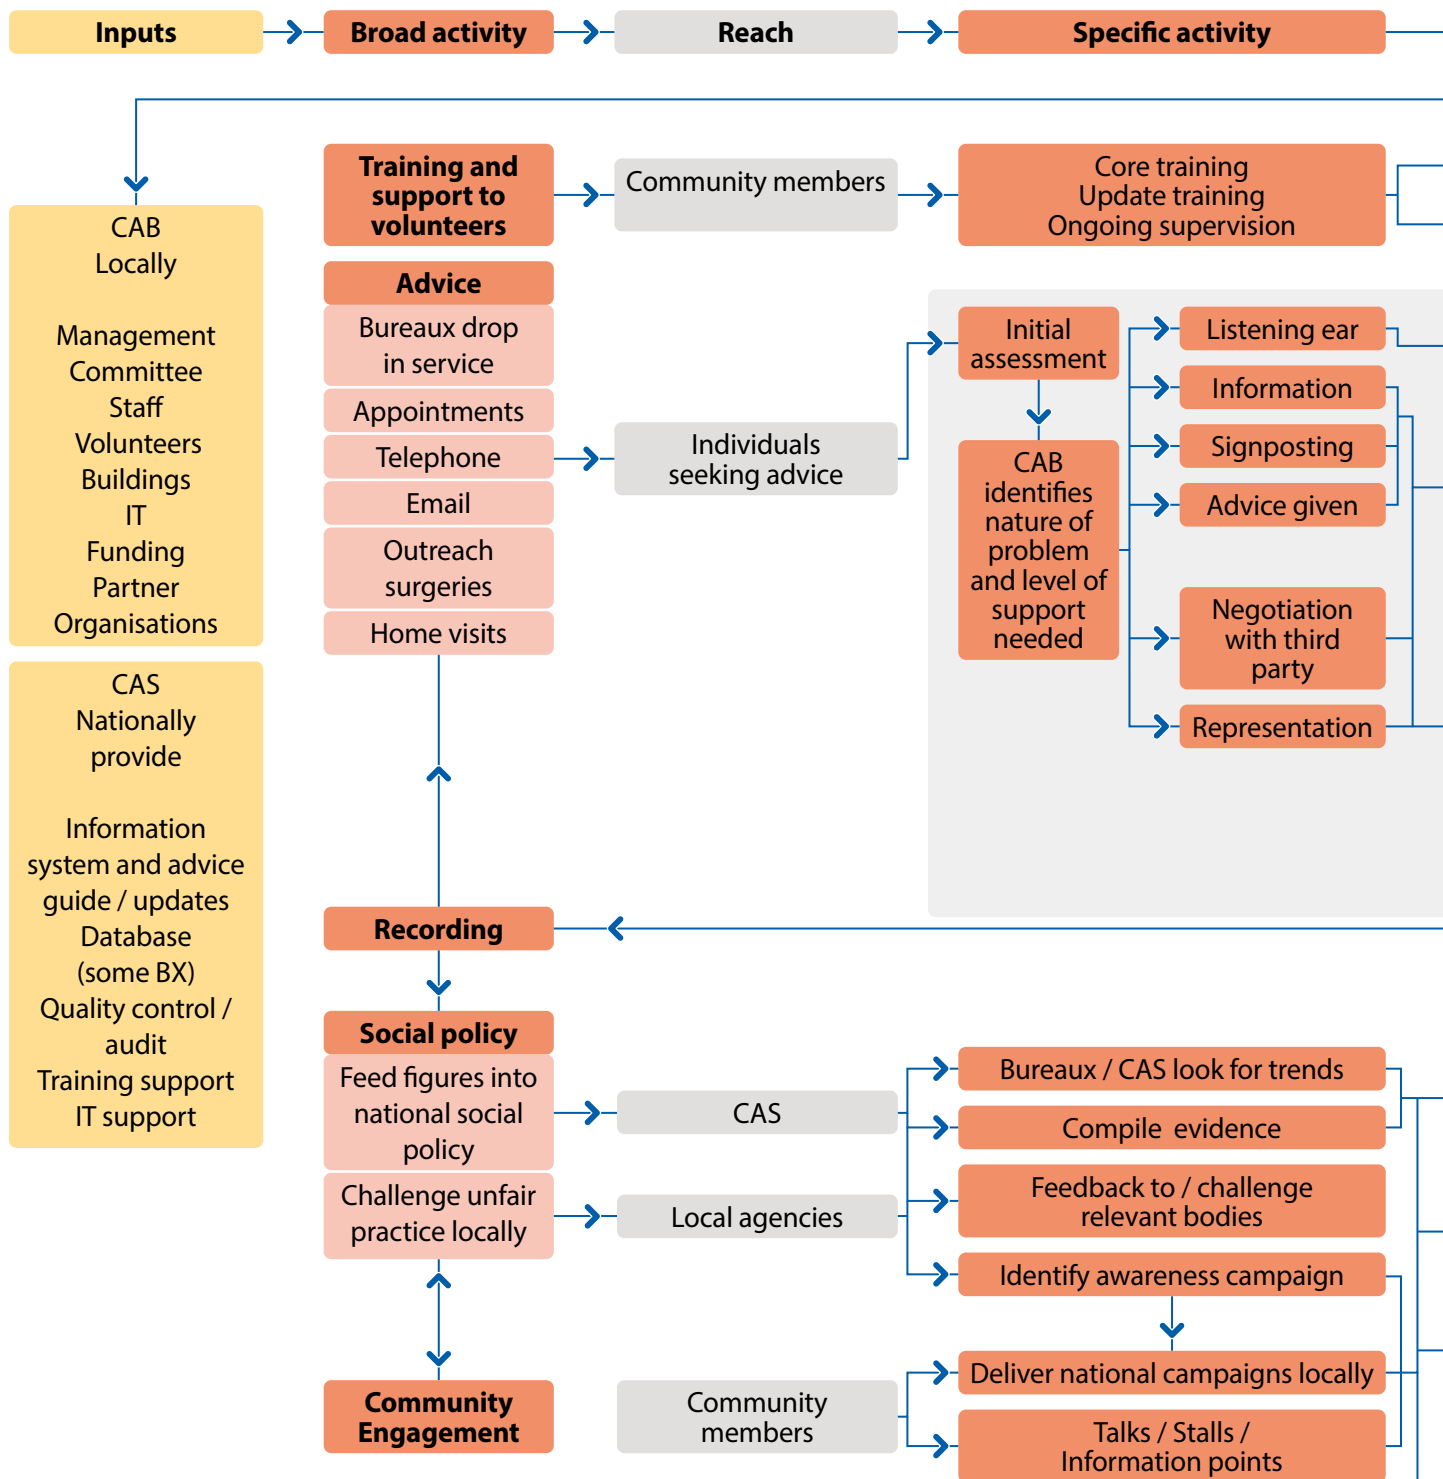 Inputs
Broad activity
Reach
Specific activity
CAB
Locally
Management
Committee
Staff
Volunteers
Buildings
IT
Funding
Partner
Organisations
CAS
Nationally
provide
Information
system and advice
guide / updates
Database
(some BX)
Quality control /
audit
Training support
IT support
Training and
support to
volunteers
Community members
Core training
Update training
Ongoing supervision
Advice
Bureaux drop
in service
Appointments
Telephone
Email
Outreach
surgeries
Home visits
Individuals
seeking advice
Initial
assessment
CAB
identifies
nature of
problem
and level of
support
needed
Listening ear
Information
Signposting
Advice given
Negotiation
with third
party
Representation
Recording
Social policy
Feed figures into
national social
policy
Challenge unfair
practice locally
CAS
Local agencies
Bureaux / CAS look for trends
Compile evidence
Feedback to / challenge
relevant bodies
Identify awareness campaign
Community
Engagement
Community
members
Deliver national campaigns locally
Talks / Stalls /
Information points